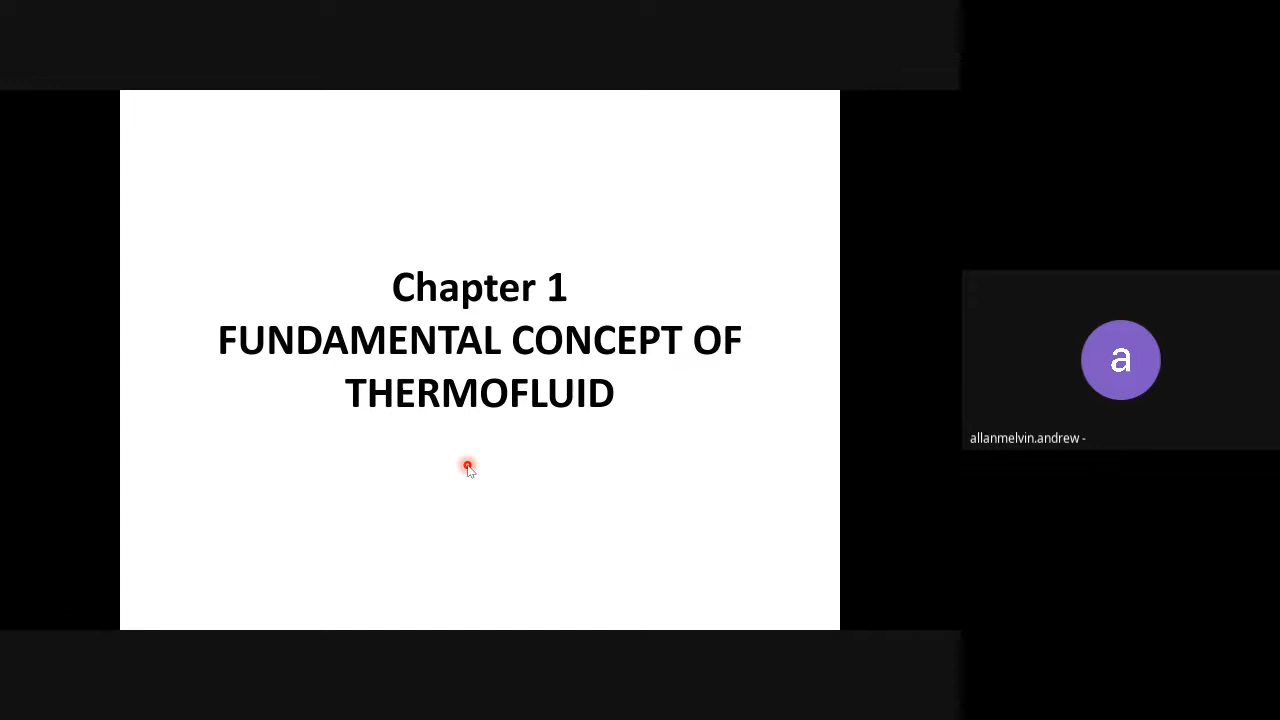 Chapter 1
FUNDAMENTAL CONCEPT OF
THERMOFLUID
a
allanmelvin.andrew -